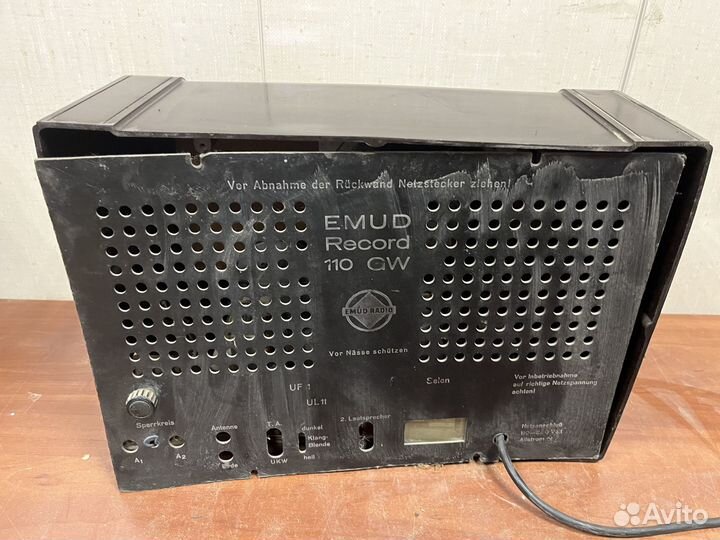 Vor Abnahme der Rückwand Netzstecker ziehen!
EMUD
Record
110 GW
EMUD RADIO
Vor Nässe schützen
UF 1
UL 11
Selen
Vor Inbetriebnahme
auf richtige Netzspannung
achten!
Sperrkreis
A1
A2
Antenne
Erde
T. A.
UKW
dunkel
Klang-
Blende
hell
2. Lautsprecher
Netzanschluß
Allstrom
Avito